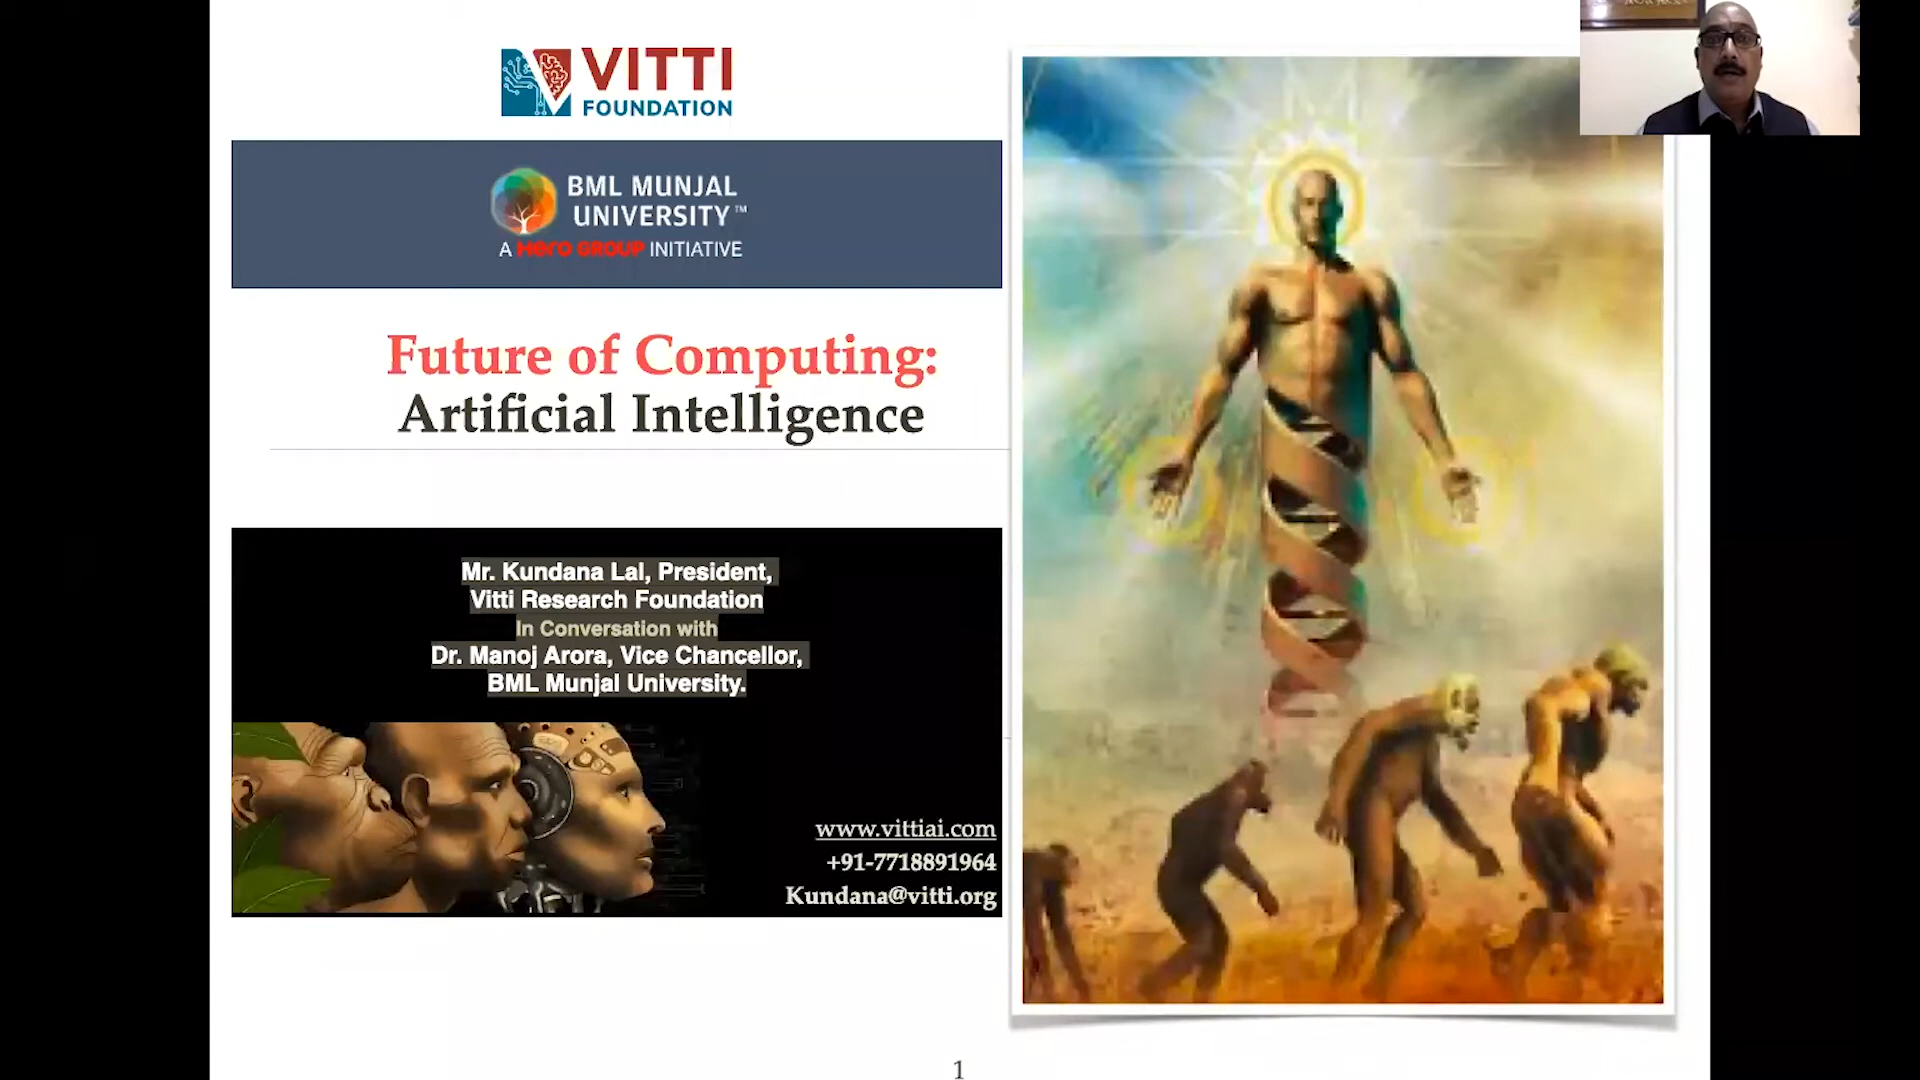 VITTI
FOUNDATION
BML MUNJAL
UNIVERSITY™
A Hero GROUP INITIATIVE
Future of Computing:
Artificial Intelligence
Mr. Kundana Lal, President,
Vitti Research Foundation
In Conversation with
Dr. Manoj Arora, Vice Chancellor,
BML Munjal University.
www.vittiai.com
+91-7718891964
Kundana@vitti.org
1